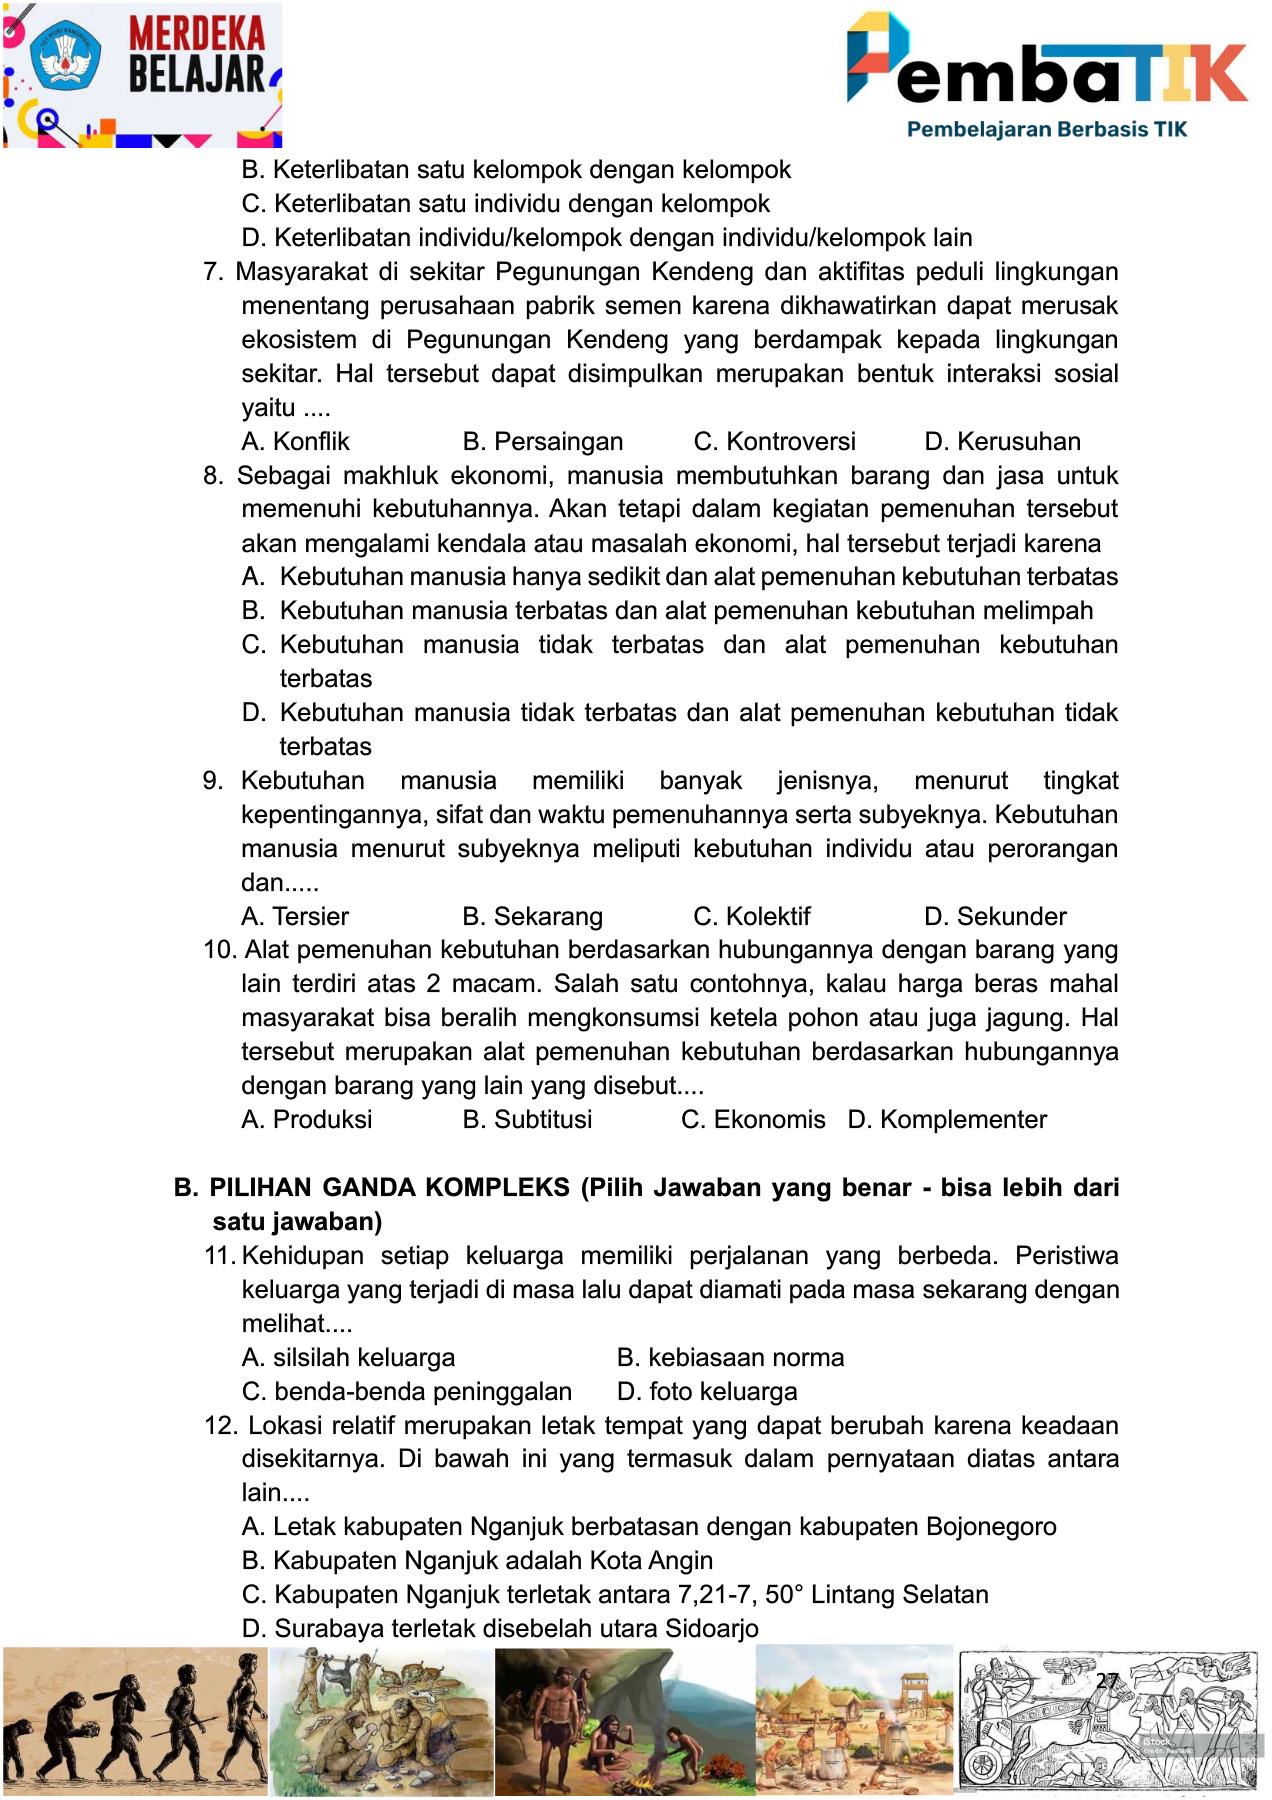 MERDEKA
BELAJAR
PembaTIK
Pembelajaran Berbasis TIK
B. Keterlibatan satu kelompok dengan kelompok
C. Keterlibatan satu individu dengan kelompok
D. Keterlibatan individu/kelompok dengan individu/kelompok lain
7. Masyarakat di sekitar Pegunungan Kendeng dan aktifitas peduli lingkungan
menentang perusahaan pabrik semen karena dikhawatirkan dapat merusak
ekosistem di Pegunungan Kendeng yang berdampak kepada lingkungan
sekitar. Hal tersebut dapat disimpulkan merupakan bentuk interaksi sosial
yaitu ....
A. Konflik B. Persaingan C. Kontroversi D. Kerusuhan
8. Sebagai makhluk ekonomi, manusia membutuhkan barang dan jasa untuk
memenuhi kebutuhannya. Akan tetapi dalam kegiatan pemenuhan tersebut
akan mengalami kendala atau masalah ekonomi, hal tersebut terjadi karena
A. Kebutuhan manusia hanya sedikit dan alat pemenuhan kebutuhan terbatas
B. Kebutuhan manusia terbatas dan alat pemenuhan kebutuhan melimpah
C. Kebutuhan manusia tidak terbatas dan alat pemenuhan kebutuhan
terbatas
D. Kebutuhan manusia tidak terbatas dan alat pemenuhan kebutuhan tidak
terbatas
9. Kebutuhan manusia memiliki banyak jenisnya, menurut tingkat
kepentingannya, sifat dan waktu pemenuhannya serta subyeknya. Kebutuhan
manusia menurut subyeknya meliputi kebutuhan individu atau perorangan
dan.....
A. Tersier B. Sekarang C. Kolektif D. Sekunder
10. Alat pemenuhan kebutuhan berdasarkan hubungannya dengan barang yang
lain terdiri atas 2 macam. Salah satu contohnya, kalau harga beras mahal
masyarakat bisa beralih mengkonsumsi ketela pohon atau juga jagung. Hal
tersebut merupakan alat pemenuhan kebutuhan berdasarkan hubungannya
dengan barang yang lain yang disebut....
A. Produksi B. Subtitusi C. Ekonomis D. Komplementer
B. PILIHAN GANDA KOMPLEKS (Pilih Jawaban yang benar - bisa lebih dari
satu jawaban)
11. Kehidupan setiap keluarga memiliki perjalanan yang berbeda. Peristiwa
keluarga yang terjadi di masa lalu dapat diamati pada masa sekarang dengan
melihat....
A. silsilah keluarga B. kebiasaan norma
C. benda-benda peninggalan D. foto keluarga
12. Lokasi relatif merupakan letak tempat yang dapat berubah karena keadaan
disekitarnya. Di bawah ini yang termasuk dalam pernyataan diatas antara
lain....
A. Letak kabupaten Nganjuk berbatasan dengan kabupaten Bojonegoro
B. Kabupaten Nganjuk adalah Kota Angin
C. Kabupaten Nganjuk terletak antara 7,21-7, 50° Lintang Selatan
D. Surabaya terletak disebelah utara Sidoarjo
27
iStock